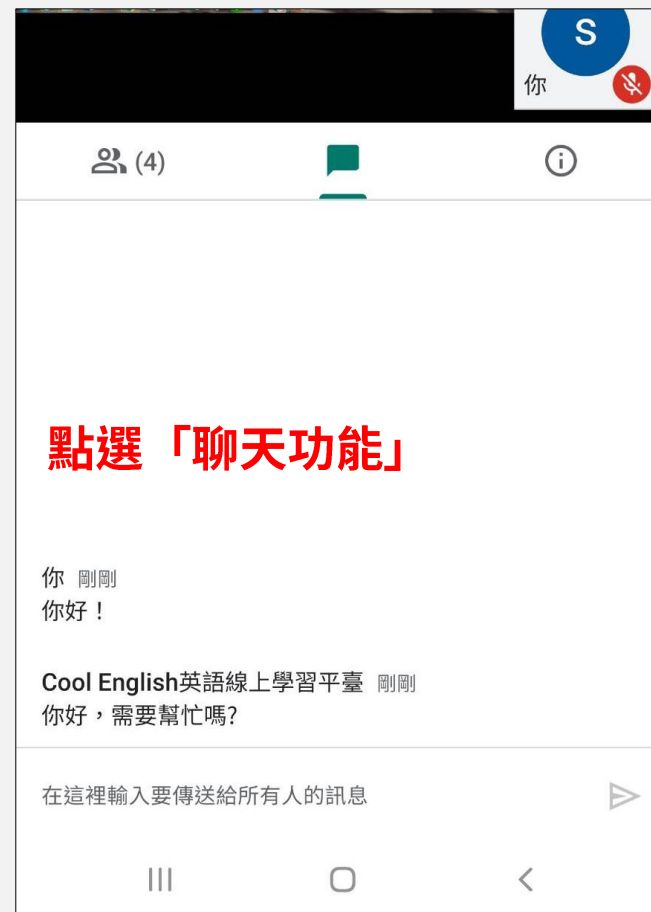 S
你
(4)
點選「聊天功能」
你 剛剛
你好！
Cool English英語線上學習平臺 剛剛
你好，需要幫忙嗎?
在這裡輸入要傳送給所有人的訊息